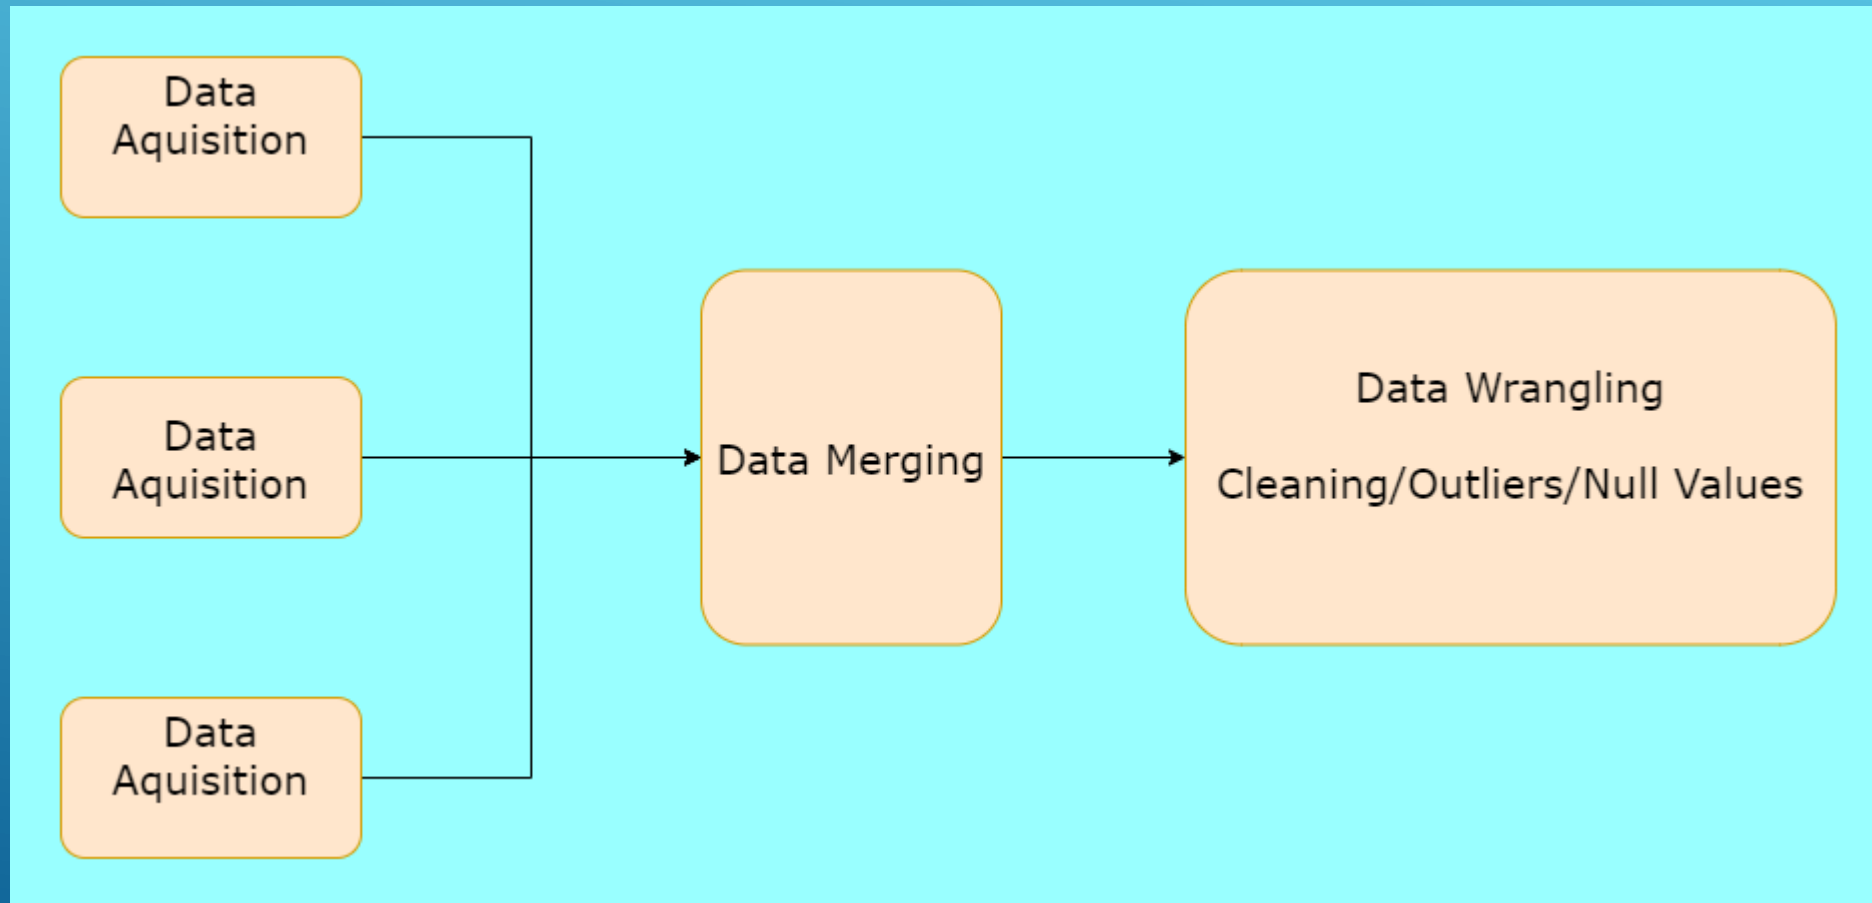 Data
Aquisition
Data
Aquisition
Data
Aquisition
Data Merging
Data Wrangling
Cleaning/Outliers/Null Values